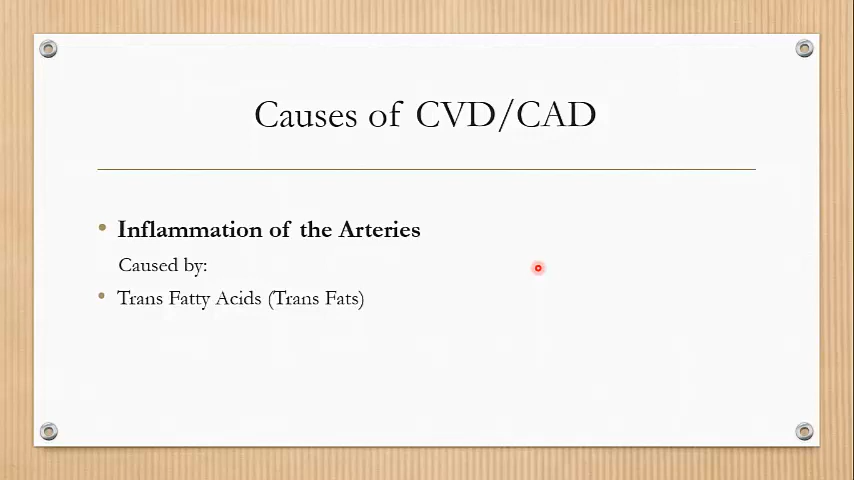 Causes of CVD/CAD
• Inflammation of the Arteries
Caused by:
• Trans Fatty Acids (Trans Fats)